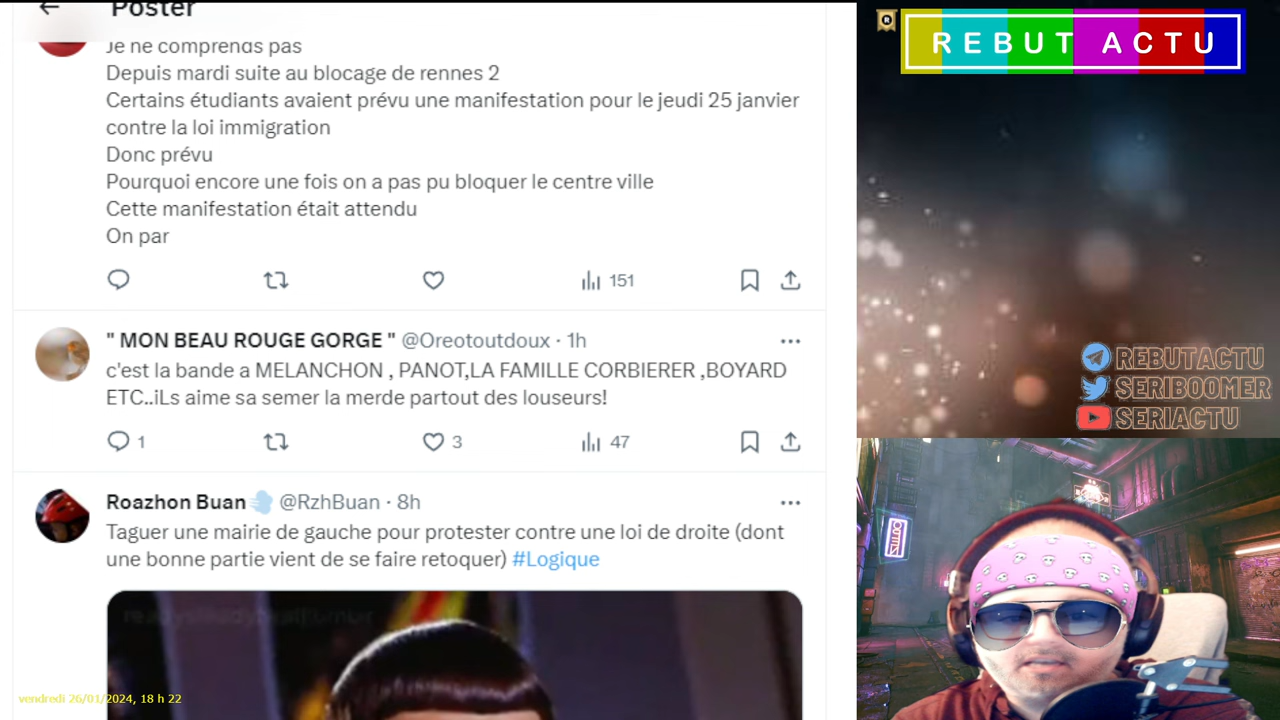 Poster
Je ne comprends pas
Depuis mardi suite au blocage de rennes 2
Certains étudiants avaient prévu une manifestation pour le jeudi 25 janvier
contre la loi immigration
Donc prévu
Pourquoi encore une fois on a pas pu bloquer le centre ville
Cette manifestation était attendu
On par
151
" MON BEAU ROUGE GORGE " @Oreotoutdoux · 1h
c'est la bande a MELANCHON , PANOT,LA FAMILLE CORBIERER ,BOYARD
ETC..iLs aime sa semer la merde partout des louseurs!
1 3 47
Roazhon Buan @RzhBuan · 8h
Taguer une mairie de gauche pour protester contre une loi de droite (dont
une bonne partie vient de se faire retoquer) #Logique
vendredi 26/01/2024, 18 h 22
R
REBUT ACTU
REBUTACTU
SERIBOOMER
SERIACTU